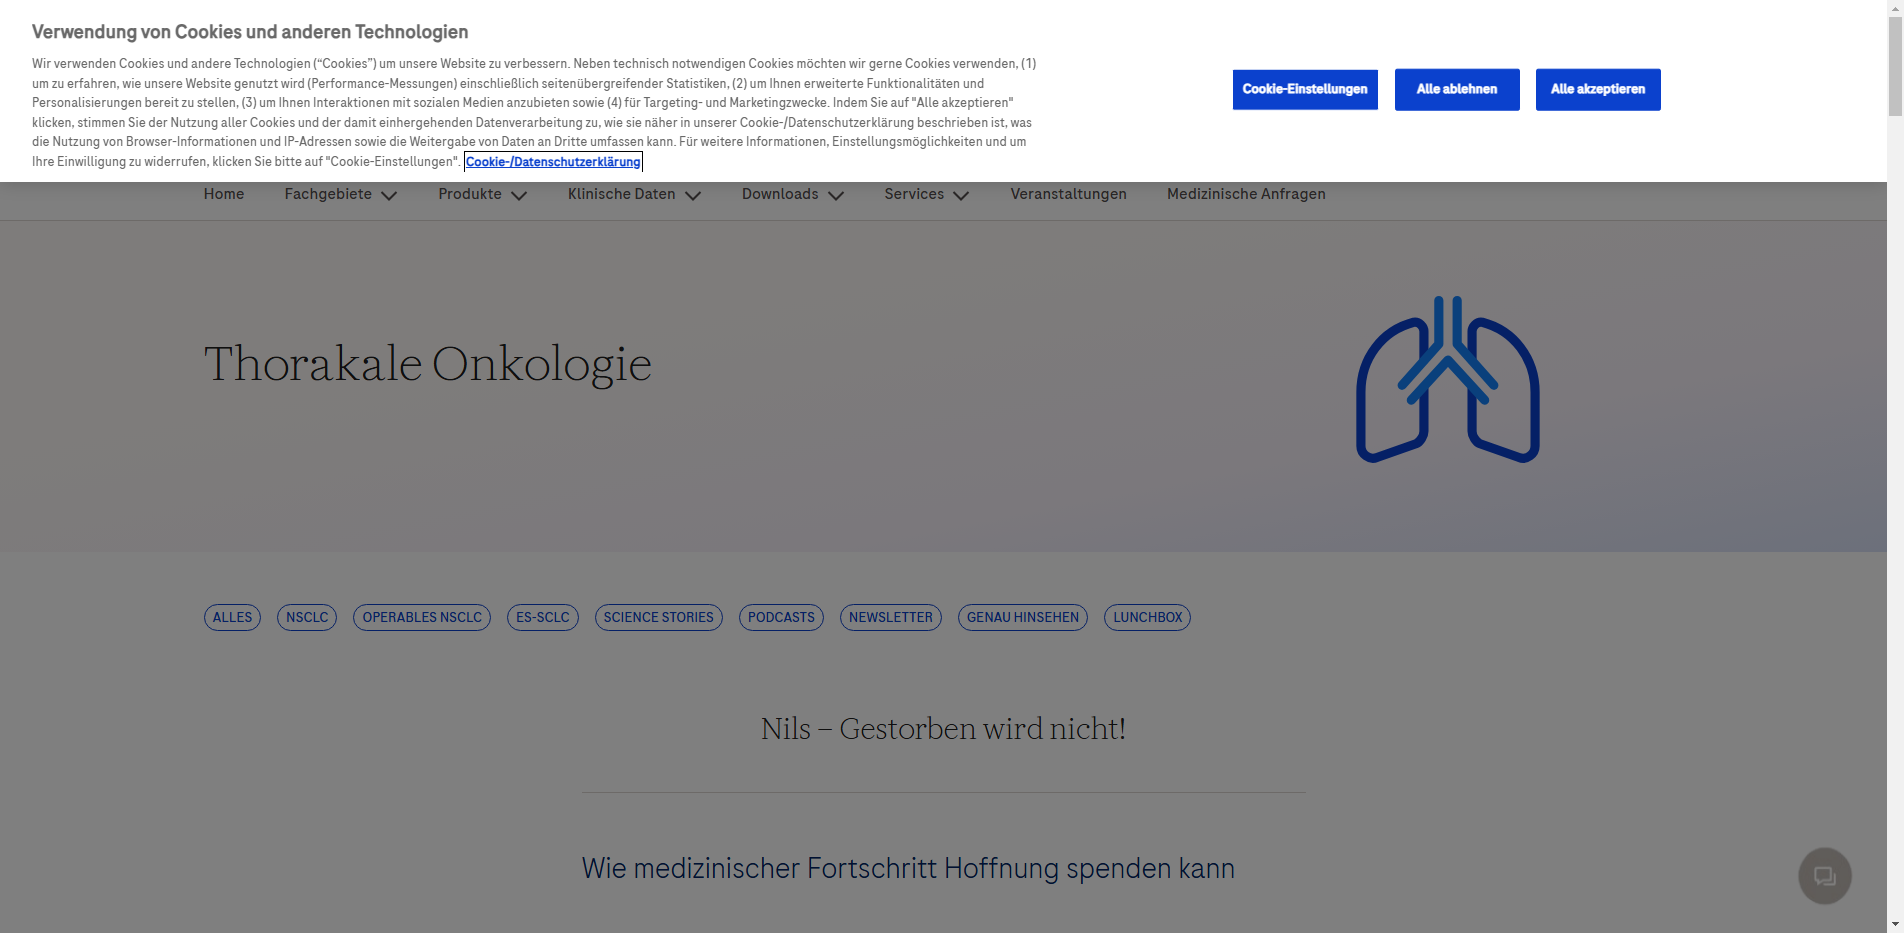 Verwendung von Cookies und anderen Technologien
Wir verwenden Cookies und andere Technologien (“Cookies”) um unsere Website zu verbessern. Neben technisch notwendigen Cookies möchten wir gerne Cookies verwenden, (1)
um zu erfahren, wie unsere Website genutzt wird (Performance-Messungen) einschließlich seitenübergreifender Statistiken, (2) um Ihnen erweiterte Funktionalitäten und
Personalisierungen bereit zu stellen, (3) um Ihnen Interaktionen mit sozialen Medien anzubieten sowie (4) für Targeting- und Marketingzwecke. Indem Sie auf "Alle akzeptieren"
klicken, stimmen Sie der Nutzung aller Cookies und der damit einhergehenden Datenverarbeitung zu, wie sie näher in unserer Cookie-/Datenschutzerklärung beschrieben ist, was
die Nutzung von Browser-Informationen und IP-Adressen sowie die Weitergabe von Daten an Dritte umfassen kann. Für weitere Informationen, Einstellungsmöglichkeiten und um
Ihre Einwilligung zu widerrufen, klicken Sie bitte auf "Cookie-Einstellungen". Cookie-/Datenschutzerklärung
Cookie-Einstellungen Alle ablehnen Alle akzeptieren
Home Fachgebiete Produkte Klinische Daten Downloads Services Veranstaltungen Medizinische Anfragen
Thorakale Onkologie
ALLES NSCLC OPERABLES NSCLC ES-SCLC SCIENCE STORIES PODCASTS NEWSLETTER GENAU HINSEHEN LUNCHBOX
Nils – Gestorben wird nicht!
Wie medizinischer Fortschritt Hoffnung spenden kann